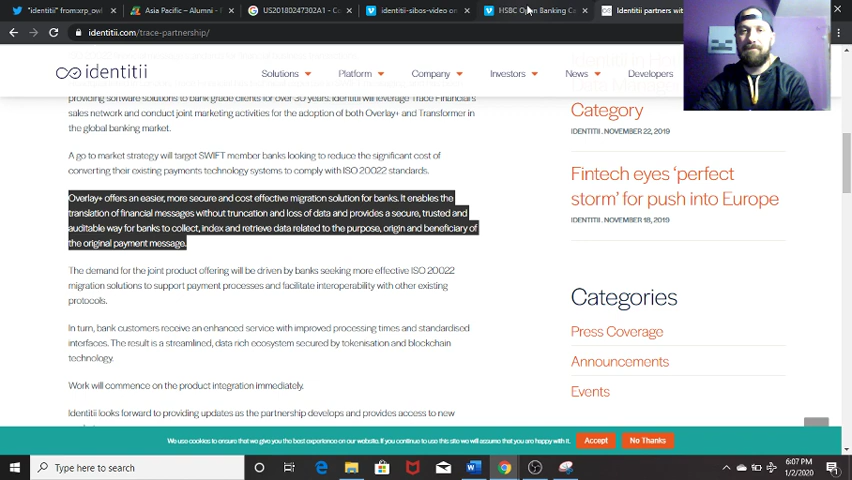 "identitii" from:xrp_owl
Asia Pacific – Alumni -
US20180247302A1 - G
identitii-sibos-video on
HSBC Open Banking Ca
Identitii partners wit
identitii.com/trace-partnership/
identitii
Solutions
Platform
Company
Investors
News
Developers
providing software solutions to bank grade clients for over 30 years. Identitii will leverage Trace Financial's
sales network and conduct joint marketing activities for the adoption of both Overlay+ and Transformer in
the global banking market.
A go to market strategy will target SWIFT member banks looking to reduce the significant cost of
converting their existing payments technology systems to comply with ISO 20022 standards.
Overlay+ offers an easier, more secure and cost effective migration solution for banks. It enables the
translation of financial messages without truncation and loss of data and provides a secure, trusted and
auditable way for banks to collect, index and retrieve data related to the purpose, origin and beneficiary of
the original payment message.
The demand for the joint product offering will be driven by banks seeking more effective ISO 20022
migration solutions to support payment processes and facilitate interoperability with other existing
protocols.
In turn, bank customers receive an enhanced service with improved processing times and standardised
interfaces. The result is a streamlined, data rich ecosystem secured by tokenisation and blockchain
technology.
Work will commence on the product integration immediately.
Identitii looks forward to providing updates as the partnership develops and provides access to new
Category
IDENTITII . NOVEMBER 22, 2019
Fintech eyes 'perfect
storm' for push into Europe
IDENTITII . NOVEMBER 18, 2019
Categories
Press Coverage
Announcements
Events
We use cookies to ensure that we give you the best experience on our website. If you continue to use this site we will assume that you are happy with it.
Accept
No Thanks
Type here to search
6:07 PM
1/2/2020